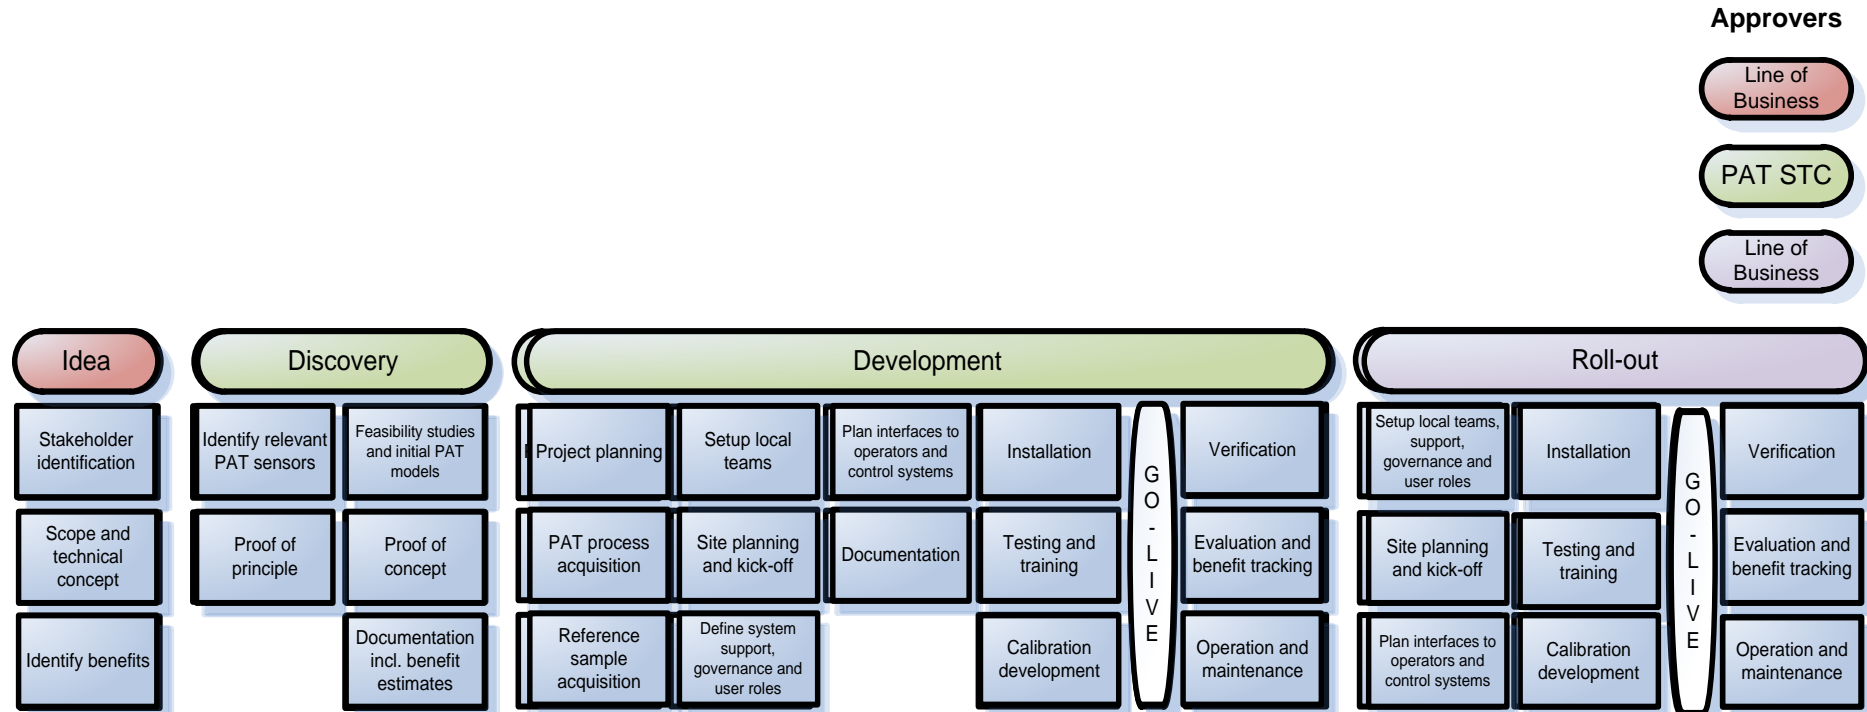 Approvers
Line of
Business
PAT STC
Line of
Business
Idea
Discovery
Development
Roll-out
Stakeholder
identification
Scope and
technical
concept
Identify benefits
Identify relevant
PAT sensors
Proof of
principle
Feasibility studies
and initial PAT
models
Proof of
concept
Documentation
incl. benefit
estimates
Project planning
PAT process
acquisition
Reference
sample
acquisition
Setup local
teams
Site planning
and kick-off
Define system
support,
governance and
user roles
Plan interfaces to
operators and
control systems
Documentation
Installation
Testing and
training
Calibration
development
GO-LIVE
Verification
Evaluation and
benefit tracking
Operation and
maintenance
Setup local teams,
support,
governance and
user roles
Site planning
and kick-off
Plan interfaces to
operators and
control systems
Installation
Testing and
training
Calibration
development
GO-LIVE
Verification
Evaluation and
benefit tracking
Operation and
maintenance